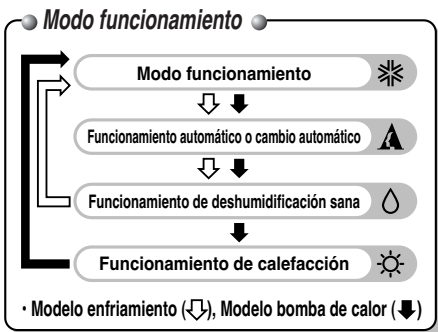 Modo funcionamiento
Modo funcionamiento
Funcionamiento automático o cambio automático
Funcionamiento de deshumidificación sana
Funcionamiento de calefacción
· Modelo enfriamiento (⇩), Modelo bomba de calor (⬇)